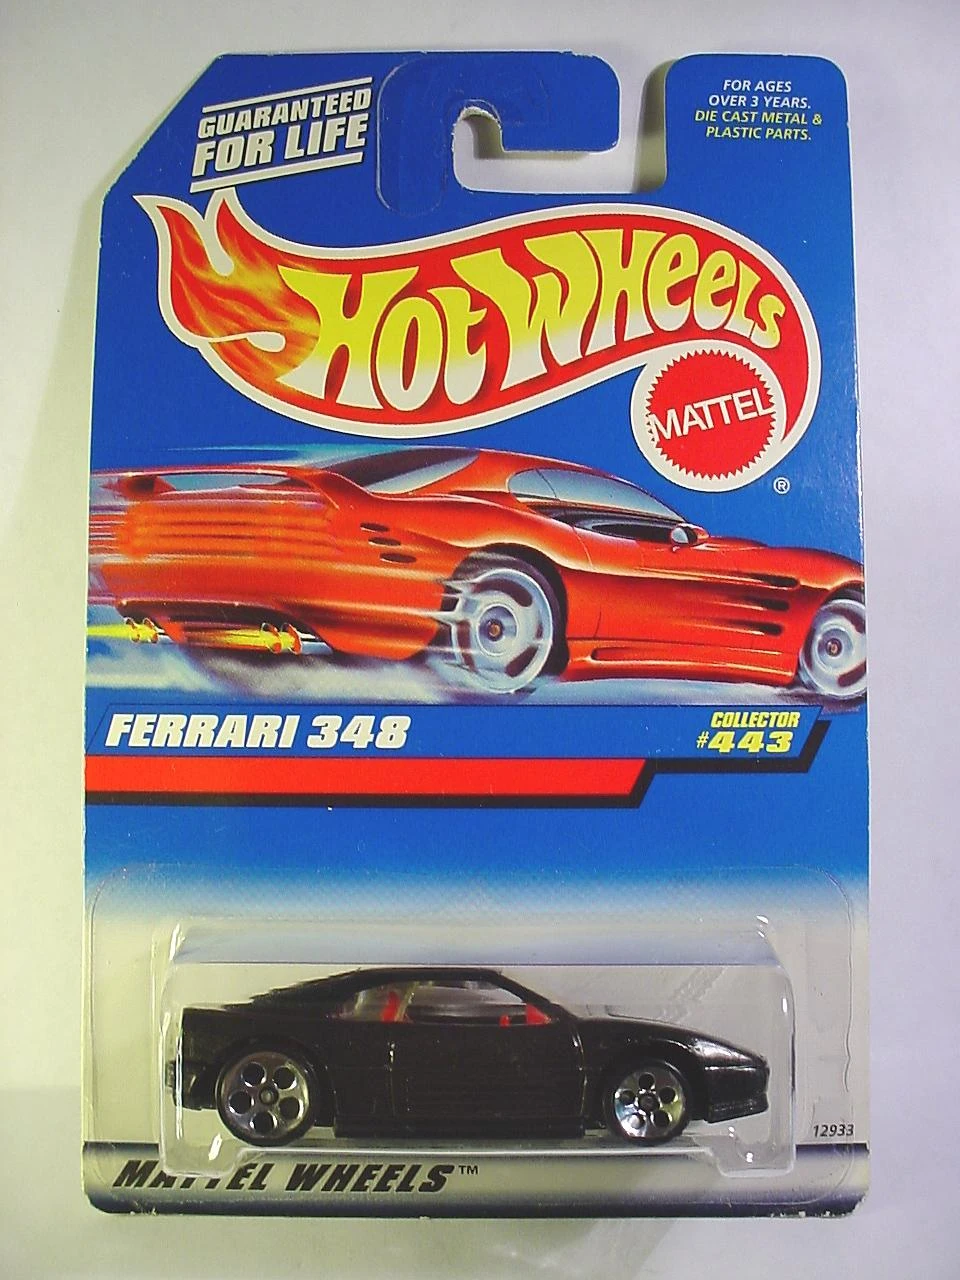 GUARANTEED
FOR LIFE
FOR AGES
OVER 3 YEARS.
DIE CAST METAL &
PLASTIC PARTS.
HOT WHEELS
MATTEL
®
FERRARI 348
COLLECTOR
#443
12933
MATTEL WHEELS™